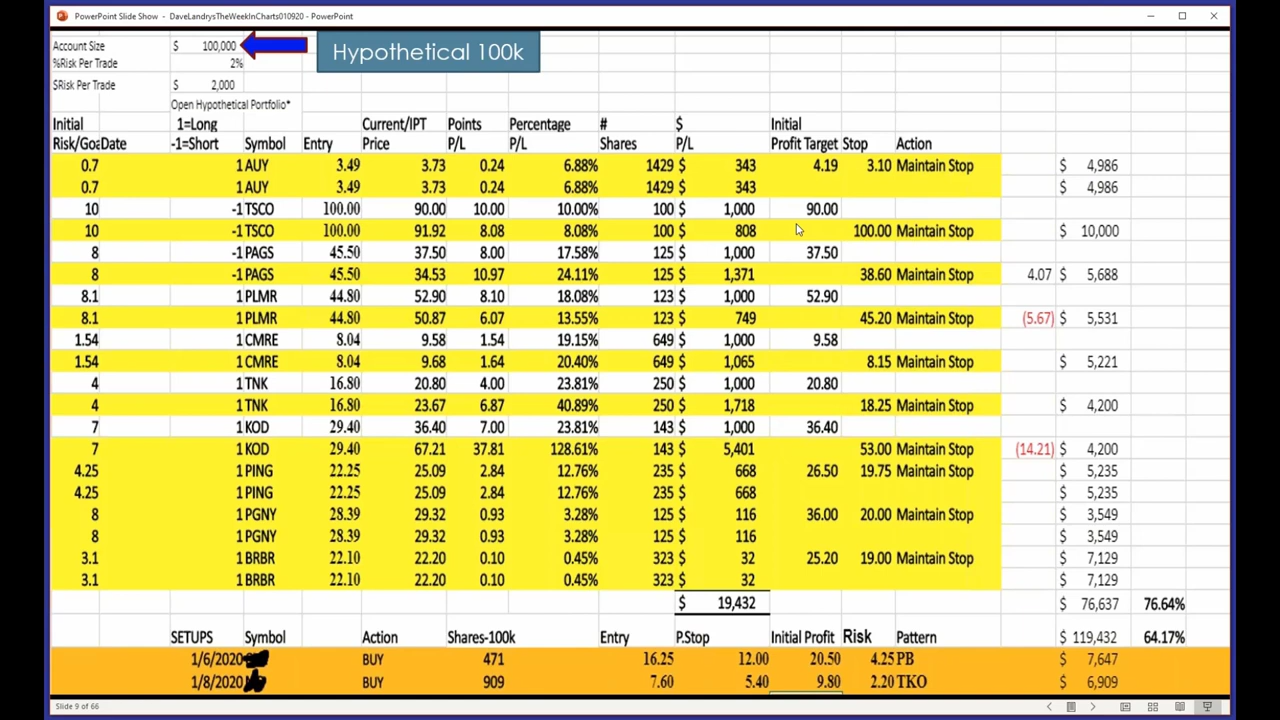 PowerPoint Slide Show - DaveLandrysTheWeekInCharts010920 - PowerPoint
Account Size $ 100,000 Hypothetical 100k
%Risk Per Trade 2%
$Risk Per Trade $ 2,000
Open Hypothetical Portfolio*
Initial 1=Long Current/IPT Points Percentage # $ Initial
Risk/Goa Date -1=Short Symbol Entry Price P/L P/L Shares P/L Profit Target Stop Action
0.7 1 AUY 3.49 3.73 0.24 6.88% 1429 $ 343 4.19 3.10 Maintain Stop $ 4,986
0.7 1 AUY 3.49 3.73 0.24 6.88% 1429 $ 343 $ 4,986
10 -1 TSCO 100.00 90.00 10.00 10.00% 100 $ 1,000 90.00
10 -1 TSCO 100.00 91.92 8.08 8.08% 100 $ 808 100.00 Maintain Stop $ 10,000
8 -1 PAGS 45.50 37.50 8.00 17.58% 125 $ 1,000 37.50
8 -1 PAGS 45.50 34.53 10.97 24.11% 125 $ 1,371 38.60 Maintain Stop 4.07 $ 5,688
8.1 1 PLMR 44.80 52.90 8.10 18.08% 123 $ 1,000 52.90
8.1 1 PLMR 44.80 50.87 6.07 13.55% 123 $ 749 45.20 Maintain Stop (5.67) $ 5,531
1.54 1 CMRE 8.04 9.58 1.54 19.15% 649 $ 1,000 9.58
1.54 1 CMRE 8.04 9.68 1.64 20.40% 649 $ 1,065 8.15 Maintain Stop $ 5,221
4 1 TNK 16.80 20.80 4.00 23.81% 250 $ 1,000 20.80
4 1 TNK 16.80 23.67 6.87 40.89% 250 $ 1,718 18.25 Maintain Stop $ 4,200
7 1 KOD 29.40 36.40 7.00 23.81% 143 $ 1,000 36.40
7 1 KOD 29.40 67.21 37.81 128.61% 143 $ 5,401 53.00 Maintain Stop (14.21) $ 4,200
4.25 1 PING 22.25 25.09 2.84 12.76% 235 $ 668 26.50 19.75 Maintain Stop $ 5,235
4.25 1 PING 22.25 25.09 2.84 12.76% 235 $ 668 $ 5,235
8 1 PGNY 28.39 29.32 0.93 3.28% 125 $ 116 36.00 20.00 Maintain Stop $ 3,549
8 1 PGNY 28.39 29.32 0.93 3.28% 125 $ 116 $ 3,549
3.1 1 BRBR 22.10 22.20 0.10 0.45% 323 $ 32 25.20 19.00 Maintain Stop $ 7,129
3.1 1 BRBR 22.10 22.20 0.10 0.45% 323 $ 32 $ 7,129
$ 19,432 $ 76,637 76.64%
SETUPS Symbol Action Shares-100k Entry P.Stop Initial Profit Risk Pattern $ 119,432 64.17%
1/6/2020 BUY 471 16.25 12.00 20.50 4.25 PB $ 7,647
1/8/2020 BUY 909 7.60 5.40 9.80 2.20 TKO $ 6,909
Slide 9 of 66